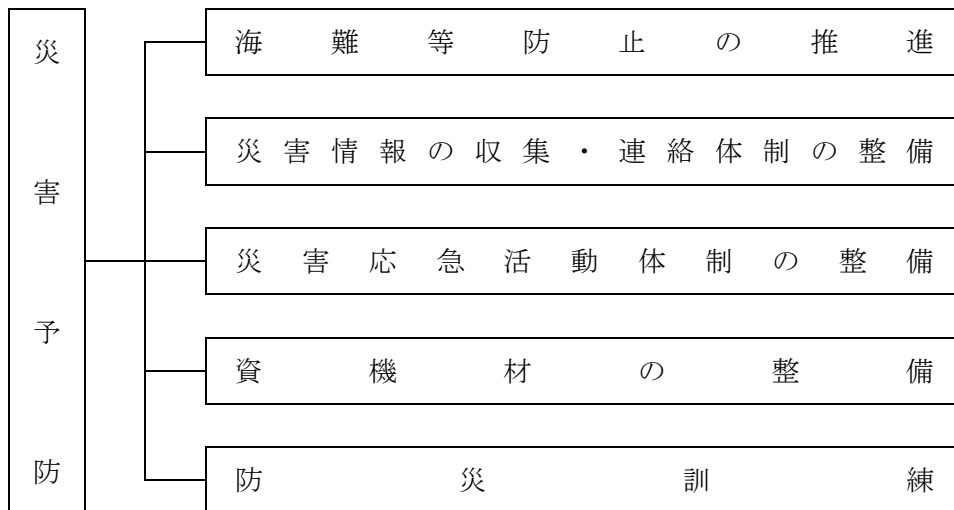 災害予防
海難等防止の推進
災害情報の収集・連絡体制の整備
災害応急活動体制の整備
資機材の整備
防災訓練